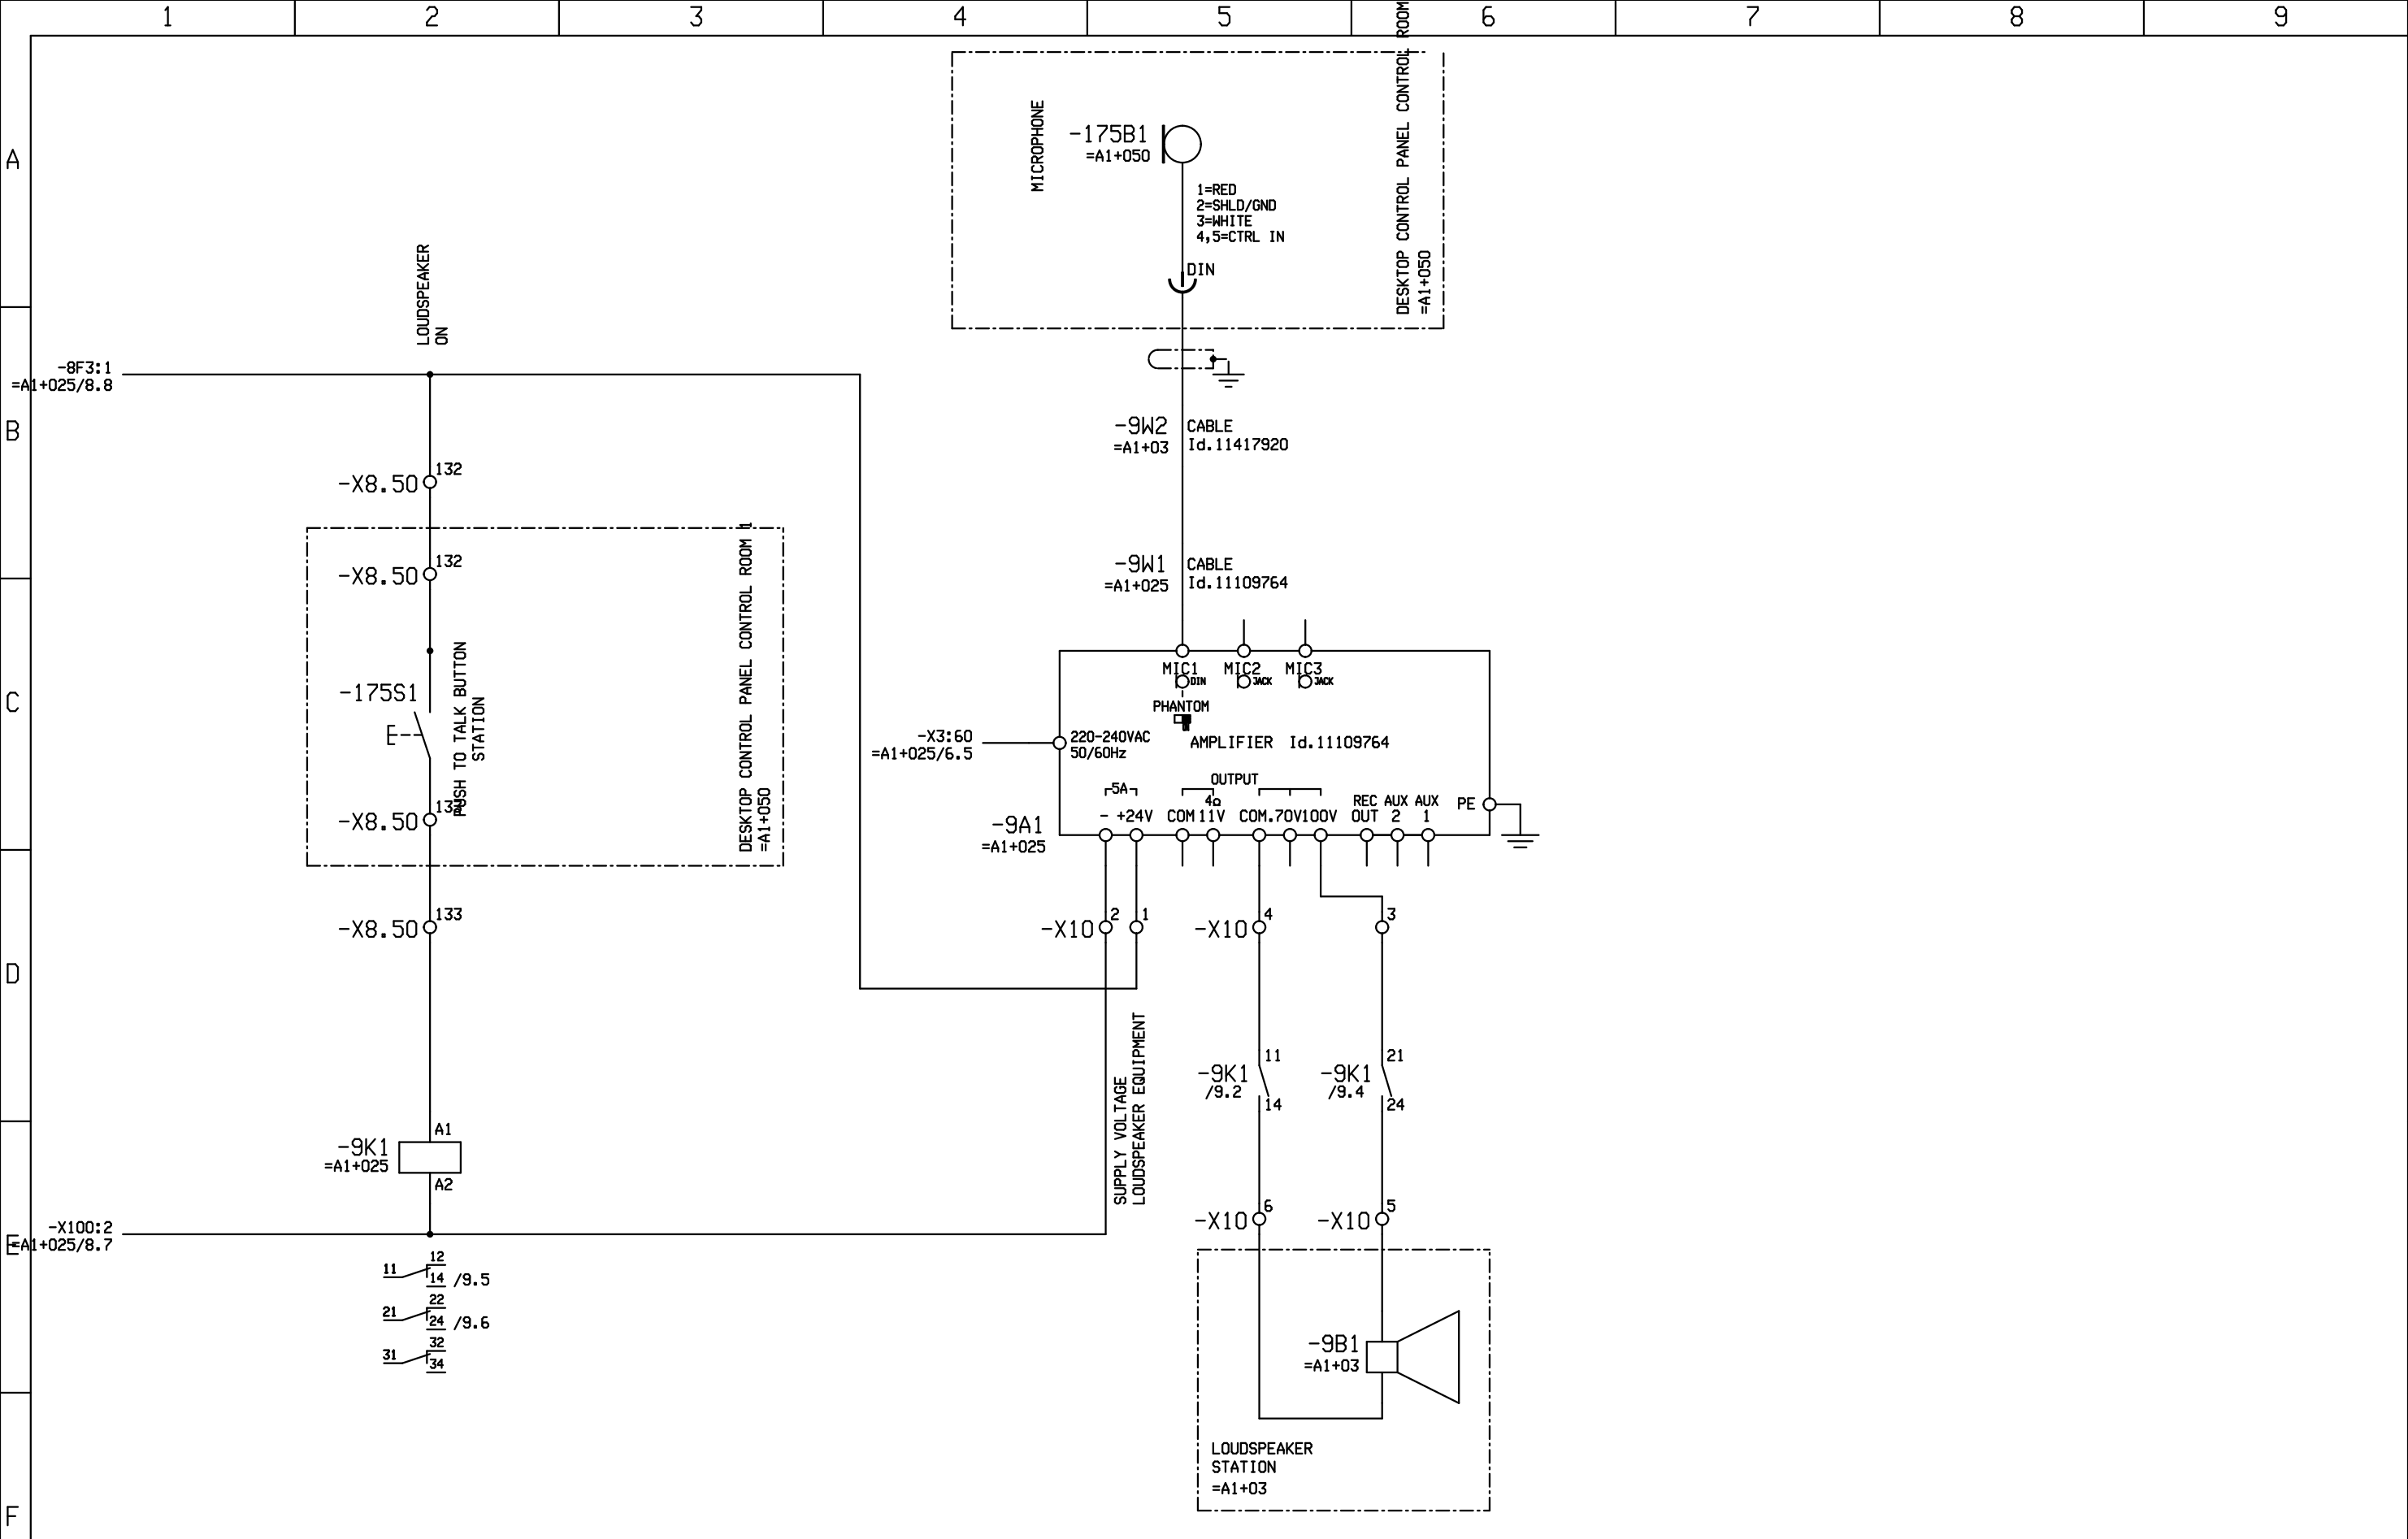 1 2 3 4 5 6 7 8 9
A
B
C
D
E
F
LOUDSPEAKER
ON
-8F3:1
=A1+025/8.8
-X8.50 132
-X8.50 132
-175S1
PUSH TO TALK BUTTON
STATION
-X8.50 133
DESKTOP CONTROL PANEL CONTROL ROOM 1
=A1+050
-X8.50 133
-9K1
=A1+025
A1
A2
-X100:2
=A1+025/8.7
11 12
14 /9.5
21 22
24 /9.6
31 32
34
MICROPHONE
-175B1
=A1+050
1=RED
2=SHLD/GND
3=WHITE
4,5=CTRL IN
DIN
DESKTOP CONTROL PANEL CONTROL ROOM
=A1+050
-9W2 CABLE
=A1+03 Id.11417920
-9W1 CABLE
=A1+025 Id.11109764
MIC1 MIC2 MIC3
DIN JACK JACK
PHANTOM
-X3:60
=A1+025/6.5
220-240VAC
50/60Hz
AMPLIFIER Id.11109764
OUTPUT
5A
4Ω
- +24V COM 11V COM. 70V 100V
REC AUX AUX
OUT 2 1
PE
-9A1
=A1+025
-X10 2 1
-X10 4 3
SUPPLY VOLTAGE
LOUDSPEAKER EQUIPMENT
-9K1
/9.2
11
14
-9K1
/9.4
21
24
-X10 6
-X10 5
-9B1
=A1+03
LOUDSPEAKER
STATION
=A1+03